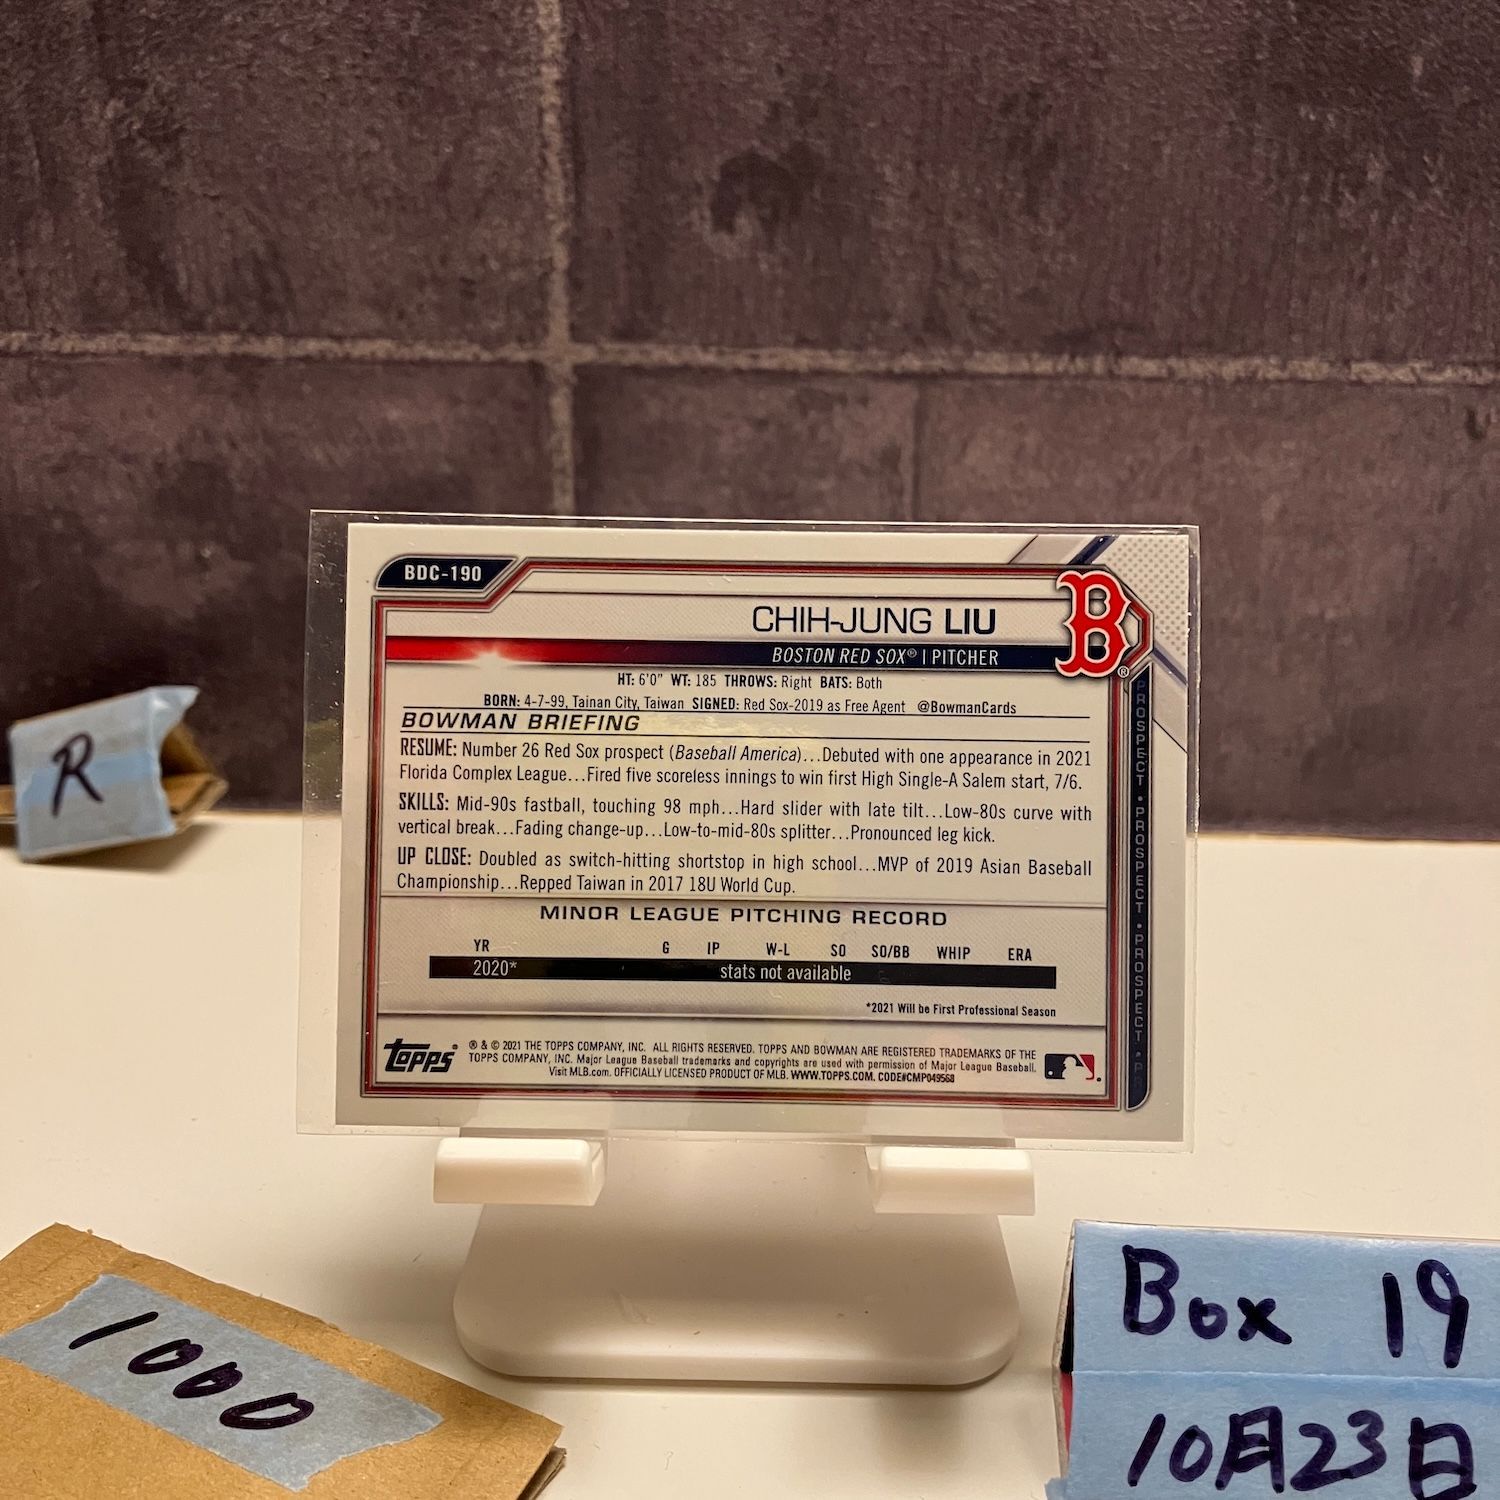 BDC-190
CHIH-JUNG LIU
BOSTON RED SOX® | PITCHER
B
®
HT: 6'0" WT: 185 THROWS: Right BATS: Both
BORN: 4-7-99, Tainan City, Taiwan SIGNED: Red Sox-2019 as Free Agent @BowmanCards
BOWMAN BRIEFING
RESUME: Number 26 Red Sox prospect (Baseball America)...Debuted with one appearance in 2021
Florida Complex League...Fired five scoreless innings to win first High Single-A Salem start, 7/6.
SKILLS: Mid-90s fastball, touching 98 mph...Hard slider with late tilt...Low-80s curve with
vertical break...Fading change-up...Low-to-mid-80s splitter...Pronounced leg kick.
UP CLOSE: Doubled as switch-hitting shortstop in high school...MVP of 2019 Asian Baseball
Championship...Repped Taiwan in 2017 18U World Cup.
MINOR LEAGUE PITCHING RECORD
YR G IP W-L SO SO/BB WHIP ERA
2020* stats not available
*2021 Will be First Professional Season
topps
® & © 2021 THE TOPPS COMPANY, INC. ALL RIGHTS RESERVED. TOPPS AND BOWMAN ARE REGISTERED TRADEMARKS OF THE
TOPPS COMPANY, INC. Major League Baseball trademarks and copyrights are used with permission of Major League Baseball.
Visit MLB.com. OFFICIALLY LICENSED PRODUCT OF MLB. WWW.TOPPS.COM. CODE#CMP049568
PROSPECT • PROSPECT • PROSPECT • PR
R
1000
Box 19
10月23日